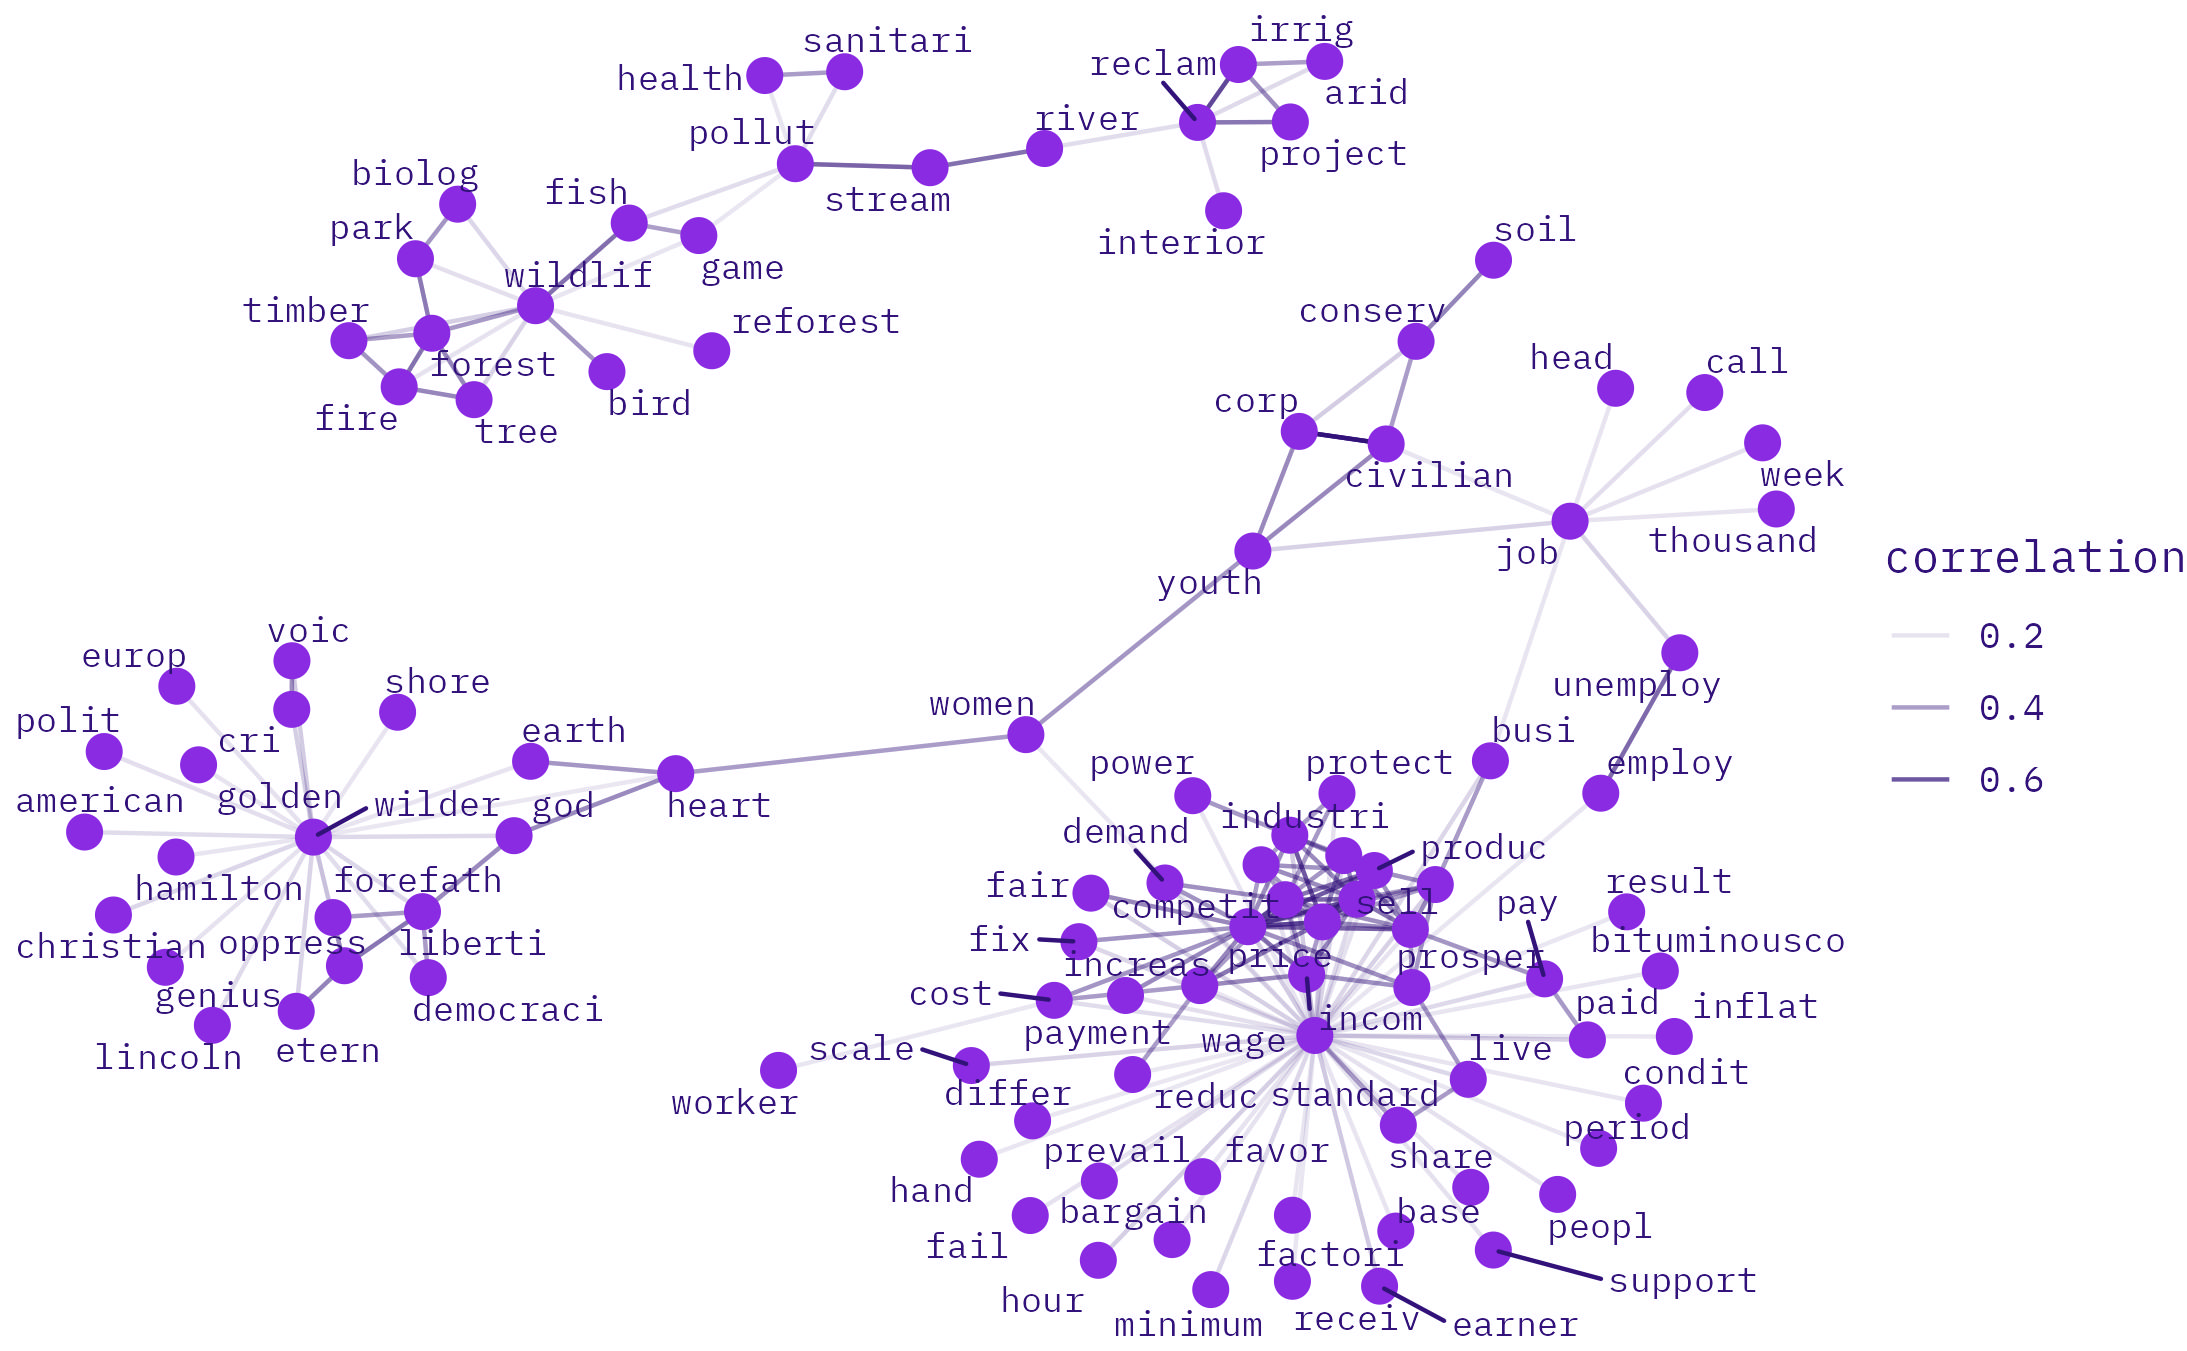 sanitari
irrig
health
reclam
arid
pollut
river
project
biolog
fish
stream
park
interior
soil
wildlif
game
timber
reforest
conserv
forest
head
call
bird
corp
fire
tree
civilian
week
job
thousand
youth
correlation
0.2
0.4
0.6
voic
europ
shore
unemploy
polit
earth
women
busi
cri
power
protect
employ
american
golden
wilder
god
heart
industri
demand
produc
hamilton
forefath
fair
competit
sell
pay
result
christian
oppress
liberti
fix
increas
price
prosper
bituminousco
genius
democraci
cost
paid
inflat
lincoln
etern
payment
wage
incom
scale
live
condit
worker
differ
reduc
standard
period
prevail
favor
share
hand
bargain
base
peopl
fail
factori
support
hour
minimum
receiv
earner